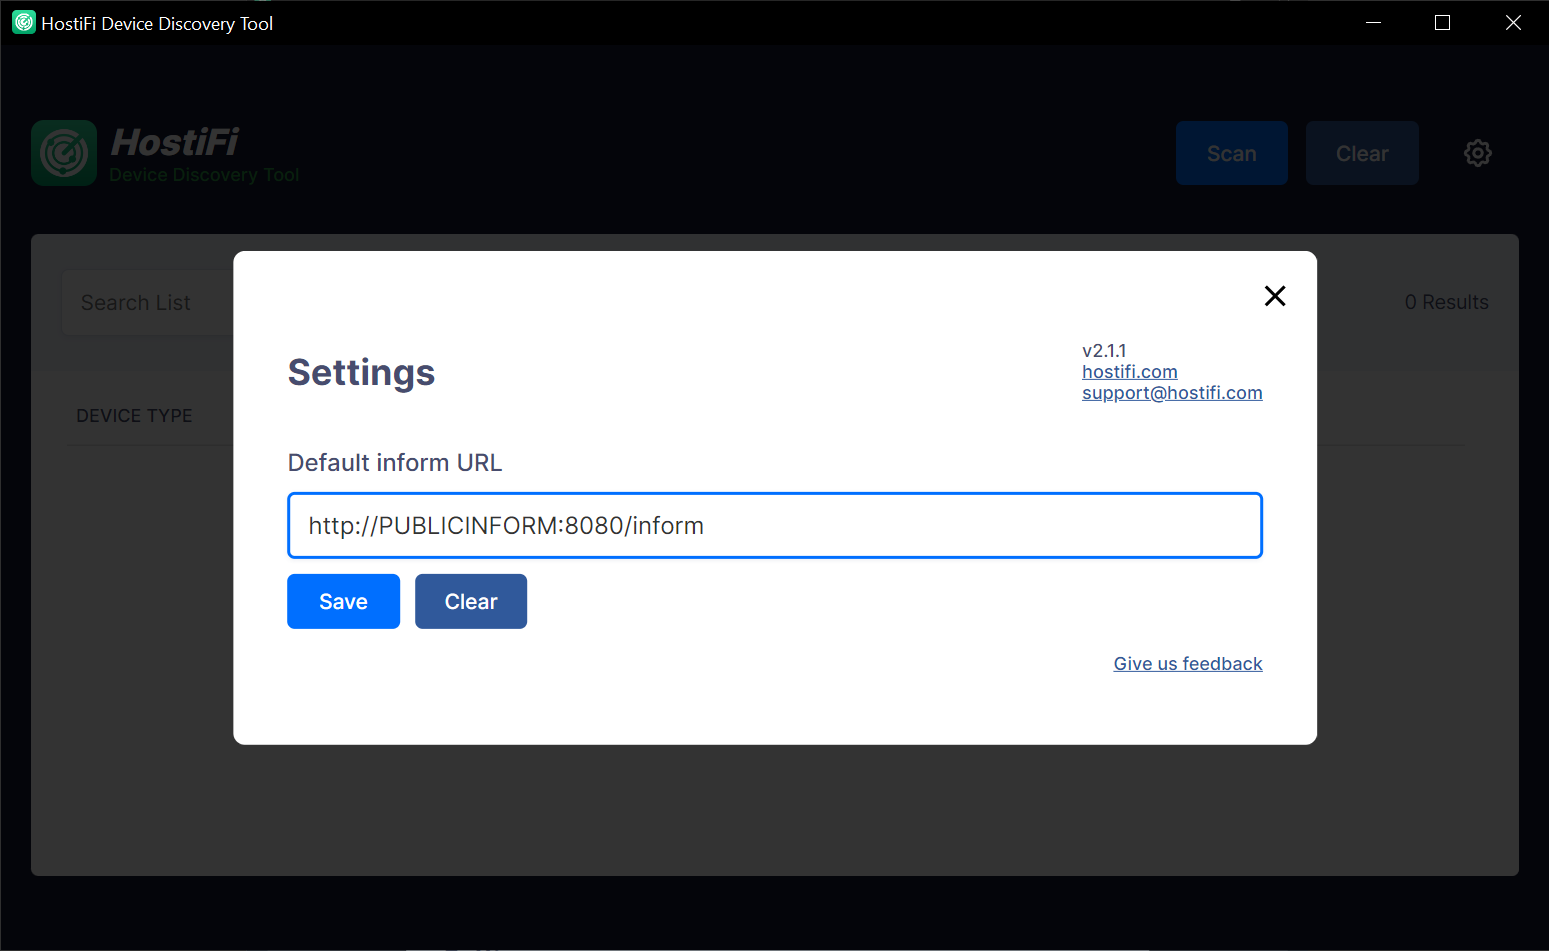 HostiFi Device Discovery Tool
HostiFi
Device Discovery Tool
Scan
Clear
Search List
0 Results
DEVICE TYPE
Settings
v2.1.1
hostifi.com
support@hostifi.com
Default inform URL
http://PUBLICINFORM:8080/inform
Save
Clear
Give us feedback